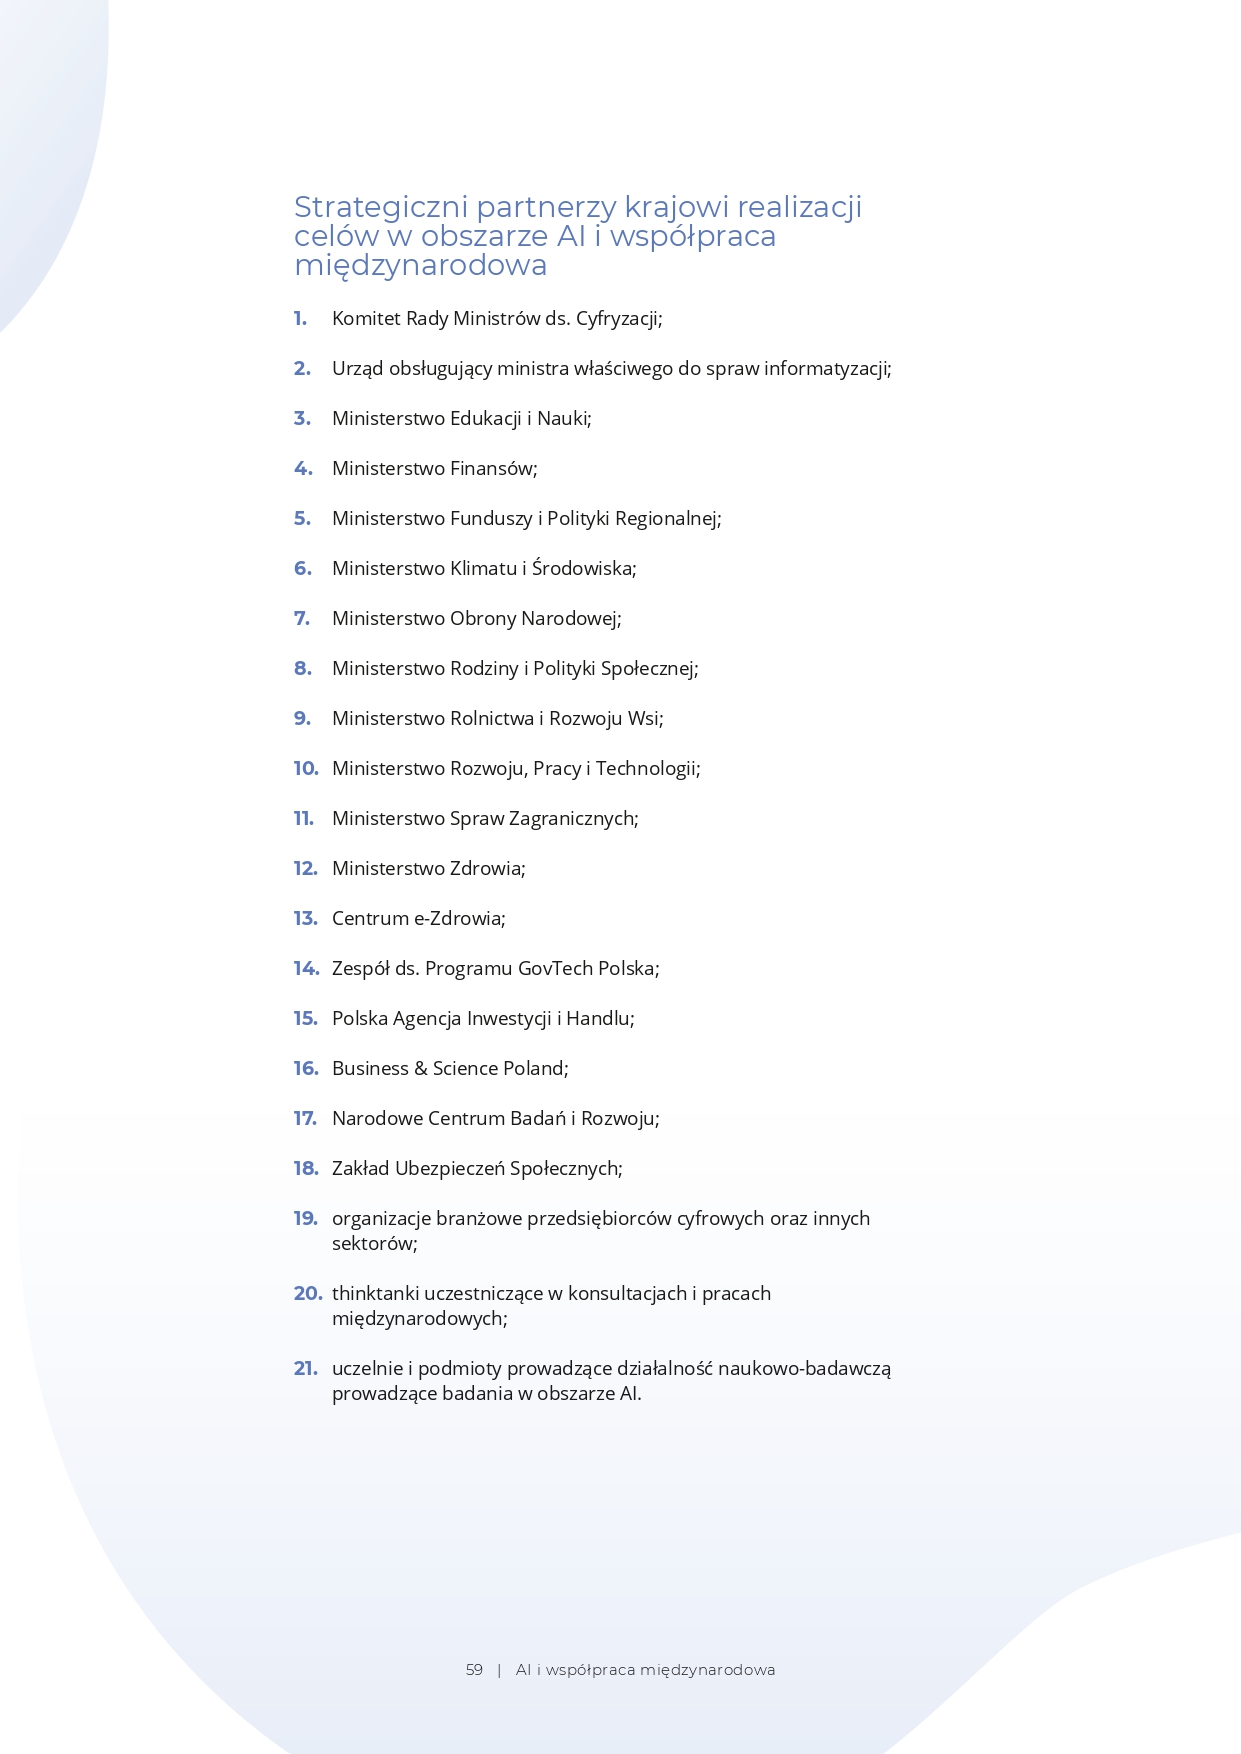 Strategiczni partnerzy krajowi realizacji
celów w obszarze AI i współpraca
międzynarodowa
1. Komitet Rady Ministrów ds. Cyfryzacji;
2. Urząd obsługujący ministra właściwego do spraw informatyzacji;
3. Ministerstwo Edukacji i Nauki;
4. Ministerstwo Finansów;
5. Ministerstwo Funduszy i Polityki Regionalnej;
6. Ministerstwo Klimatu i Środowiska;
7. Ministerstwo Obrony Narodowej;
8. Ministerstwo Rodziny i Polityki Społecznej;
9. Ministerstwo Rolnictwa i Rozwoju Wsi;
10. Ministerstwo Rozwoju, Pracy i Technologii;
11. Ministerstwo Spraw Zagranicznych;
12. Ministerstwo Zdrowia;
13. Centrum e-Zdrowia;
14. Zespół ds. Programu GovTech Polska;
15. Polska Agencja Inwestycji i Handlu;
16. Business & Science Poland;
17. Narodowe Centrum Badań i Rozwoju;
18. Zakład Ubezpieczeń Społecznych;
19. organizacje branżowe przedsiębiorców cyfrowych oraz innych
sektorów;
20. thinktanki uczestniczące w konsultacjach i pracach
międzynarodowych;
21. uczelnie i podmioty prowadzące działalność naukowo-badawczą
prowadzące badania w obszarze AI.
59 | AI i współpraca międzynarodowa